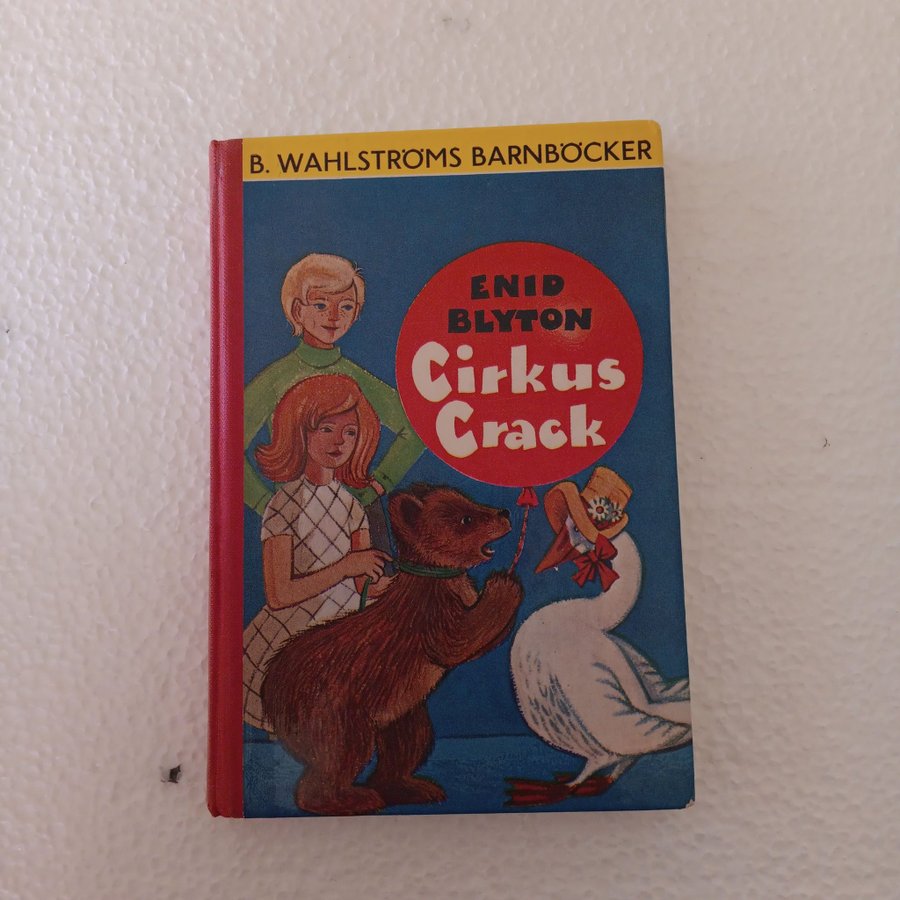 B. WAHLSTRÖMS BARNBÖCKER
ENID
BLYTON
Cirkus
Crack